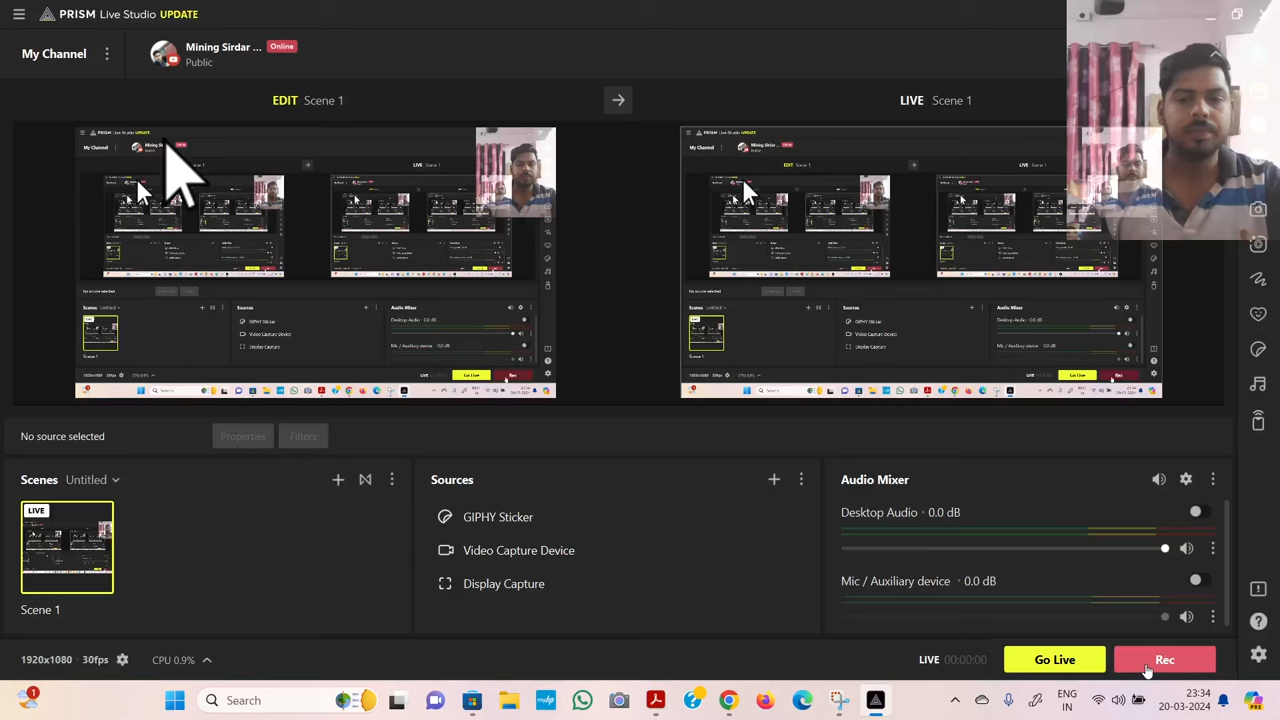 PRISM Live Studio UPDATE
My Channel
Mining Sirdar ... Online
Public
EDIT Scene 1
LIVE Scene 1
No source selected
Properties
Filters
Scenes Untitled
Sources
Audio Mixer
LIVE
GIPHY Sticker
Desktop Audio • 0.0 dB
Video Capture Device
Display Capture
Mic / Auxiliary device • 0.0 dB
Scene 1
1920x1080 30fps
CPU 0.9%
LIVE 00:00:00
Go Live
Rec
1
Search
ENG
IN
23:34
20-03-2024